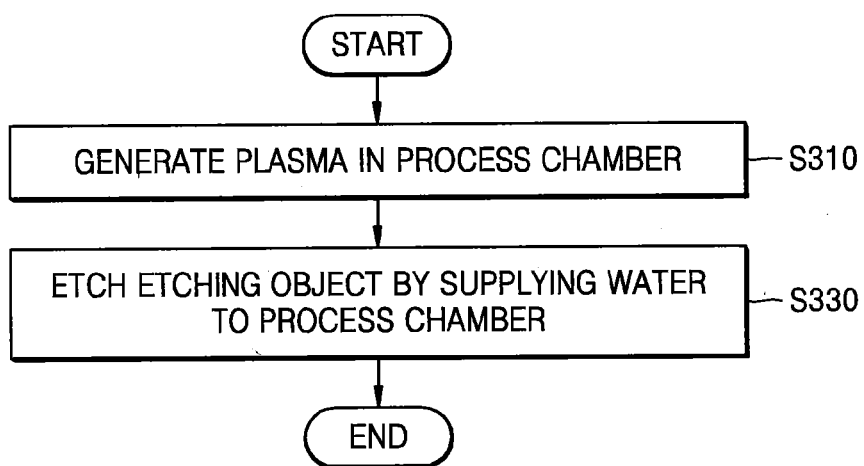 START
GENERATE PLASMA IN PROCESS CHAMBER
S310
ETCH ETCHING OBJECT BY SUPPLYING WATER
TO PROCESS CHAMBER
S330
END